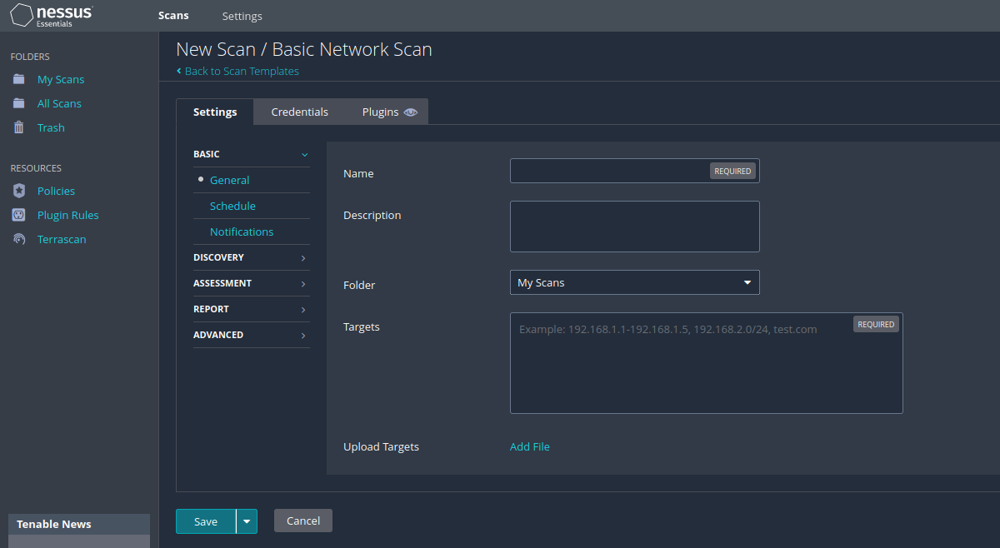 nessus
Essentials
Scans
Settings
FOLDERS
My Scans
All Scans
Trash
RESOURCES
Policies
Plugin Rules
Terrascan
Tenable News
New Scan / Basic Network Scan
Back to Scan Templates
Settings
Credentials
Plugins
BASIC
General
Schedule
Notifications
DISCOVERY
ASSESSMENT
REPORT
ADVANCED
Name
REQUIRED
Description
Folder
My Scans
Targets
Example: 192.168.1.1-192.168.1.5, 192.168.2.0/24, test.com
REQUIRED
Upload Targets
Add File
Save
Cancel